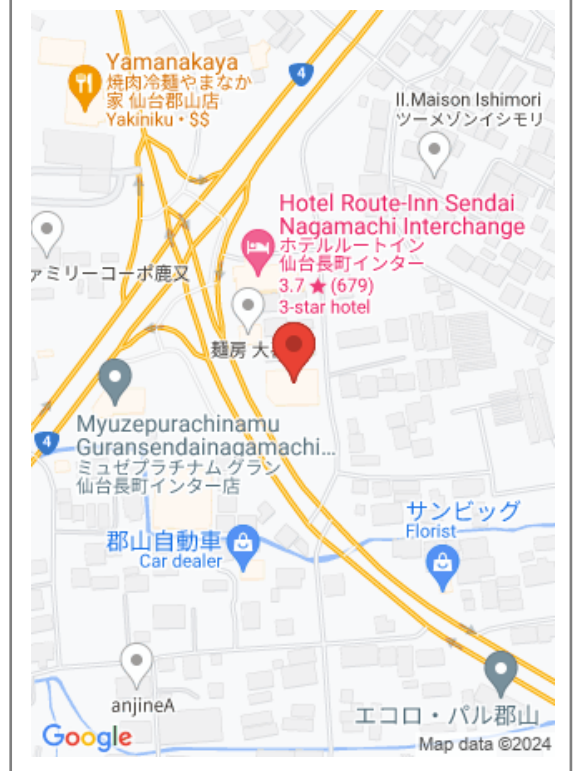 Yamanakaya
焼肉冷麺やまなか
家 仙台郡山店
Yakiniku・$$
4
II.Maison Ishimori
ツーメゾンイシモリ
Hotel Route-Inn Sendai
Nagamachi Interchange
ホテルルートイン
仙台長町インター
3.7 ★ (679)
3-star hotel
ァミリーコーポ鹿又
麺房 大
Myuzepurachinamu
Guransendainagamachi...
ミュゼプラチナム グラン
仙台長町インター店
4
サンビッグ
Florist
郡山自動車
Car dealer
anjineA
エコロ・パル郡山
Google
Map data ©2024